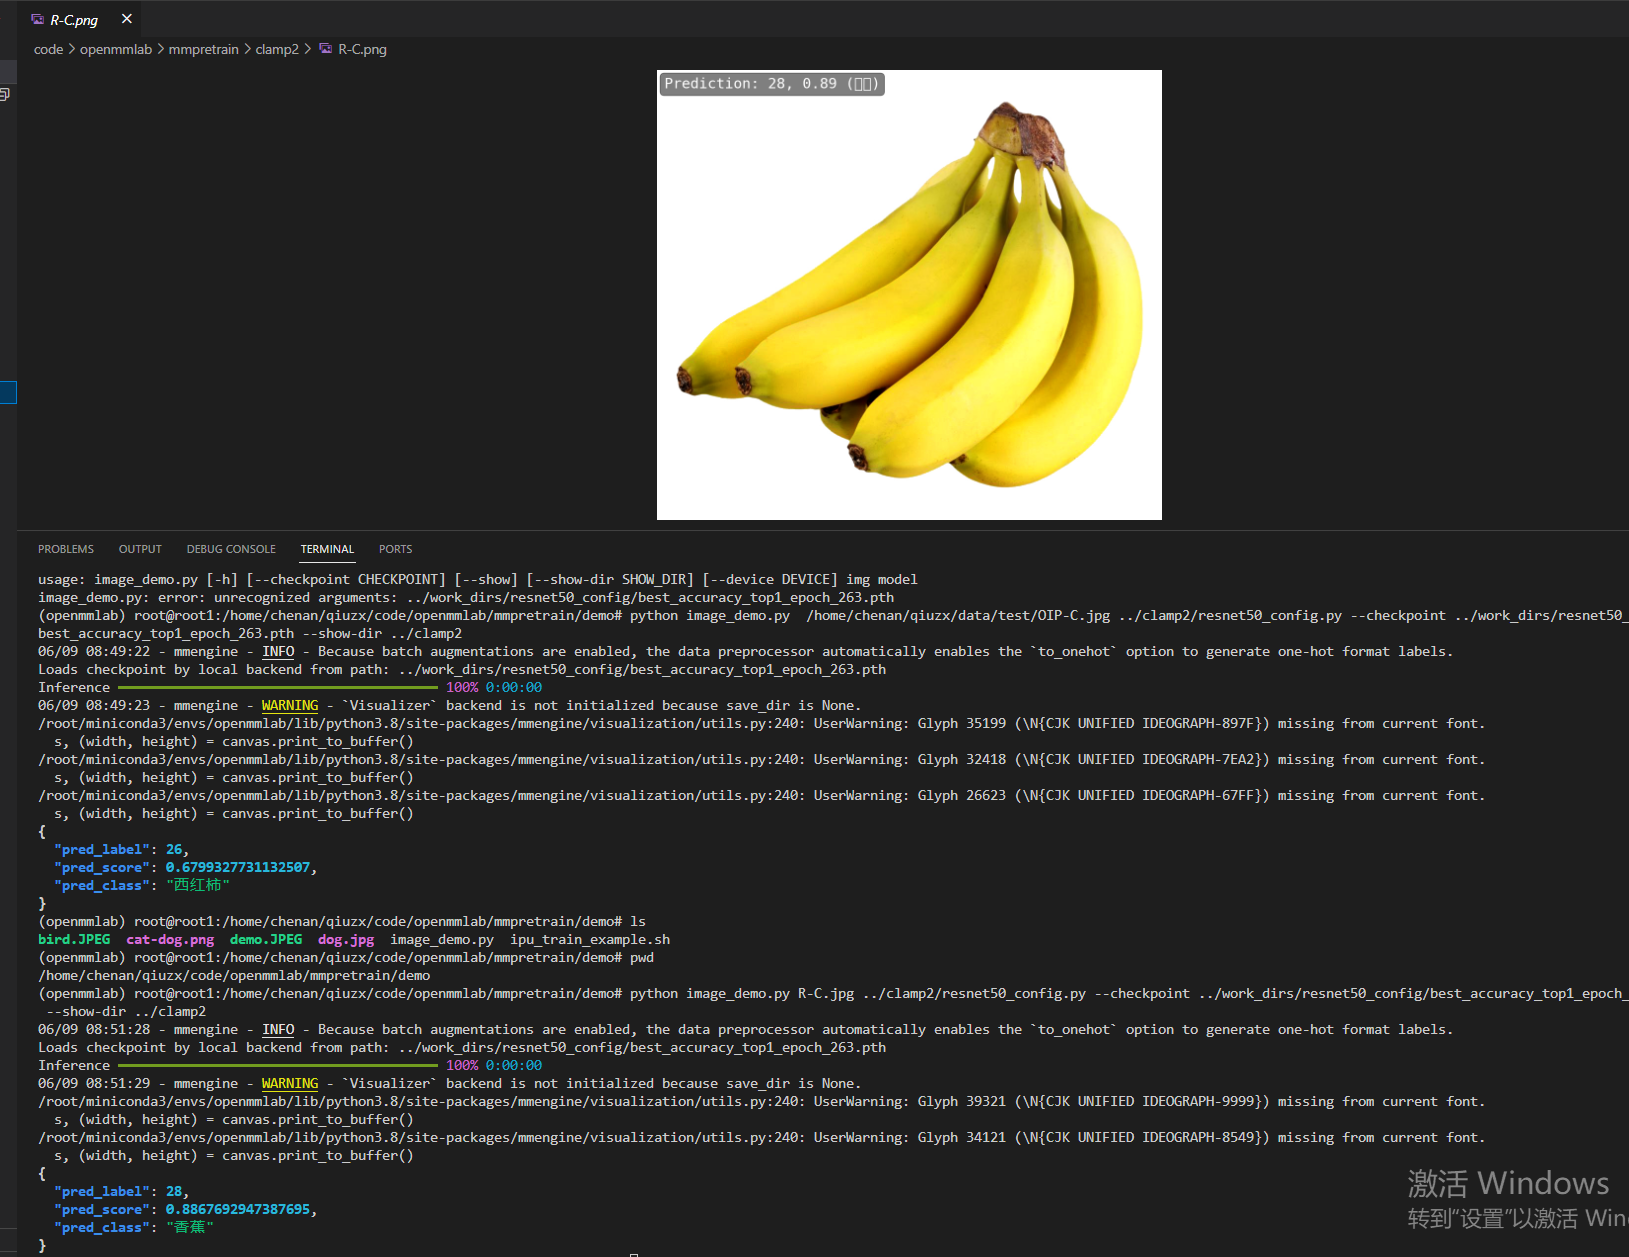 R-C.png
code > openmmlab > mmpretrain > clamp2 > R-C.png
Prediction: 28, 0.89 (▯▯)
PROBLEMS OUTPUT DEBUG CONSOLE TERMINAL PORTS
usage: image_demo.py [-h] [--checkpoint CHECKPOINT] [--show] [--show-dir SHOW_DIR] [--device DEVICE] img model
image_demo.py: error: unrecognized arguments: ../work_dirs/resnet50_config/best_accuracy_top1_epoch_263.pth
(openmmlab) root@root1:/home/chenan/qiuzx/code/openmmlab/mmpretrain/demo# python image_demo.py  /home/chenan/qiuzx/data/test/OIP-C.jpg ../clamp2/resnet50_config.py --checkpoint ../work_dirs/resnet50_
best_accuracy_top1_epoch_263.pth --show-dir ../clamp2
06/09 08:49:22 - mmengine - INFO - Because batch augmentations are enabled, the data preprocessor automatically enables the `to_onehot` option to generate one-hot format labels.
Loads checkpoint by local backend from path: ../work_dirs/resnet50_config/best_accuracy_top1_epoch_263.pth
Inference 100% 0:00:00
06/09 08:49:23 - mmengine - WARNING - `Visualizer` backend is not initialized because save_dir is None.
/root/miniconda3/envs/openmmlab/lib/python3.8/site-packages/mmengine/visualization/utils.py:240: UserWarning: Glyph 35199 (\N{CJK UNIFIED IDEOGRAPH-897F}) missing from current font.
  s, (width, height) = canvas.print_to_buffer()
/root/miniconda3/envs/openmmlab/lib/python3.8/site-packages/mmengine/visualization/utils.py:240: UserWarning: Glyph 32418 (\N{CJK UNIFIED IDEOGRAPH-7EA2}) missing from current font.
  s, (width, height) = canvas.print_to_buffer()
/root/miniconda3/envs/openmmlab/lib/python3.8/site-packages/mmengine/visualization/utils.py:240: UserWarning: Glyph 26623 (\N{CJK UNIFIED IDEOGRAPH-67FF}) missing from current font.
  s, (width, height) = canvas.print_to_buffer()
{
  "pred_label": 26,
  "pred_score": 0.6799327731132507,
  "pred_class": "西红柿"
}
(openmmlab) root@root1:/home/chenan/qiuzx/code/openmmlab/mmpretrain/demo# ls
bird.JPEG  cat-dog.png  demo.JPEG  dog.jpg  image_demo.py  ipu_train_example.sh
(openmmlab) root@root1:/home/chenan/qiuzx/code/openmmlab/mmpretrain/demo# pwd
/home/chenan/qiuzx/code/openmmlab/mmpretrain/demo
(openmmlab) root@root1:/home/chenan/qiuzx/code/openmmlab/mmpretrain/demo# python image_demo.py R-C.jpg ../clamp2/resnet50_config.py --checkpoint ../work_dirs/resnet50_config/best_accuracy_top1_epoch_
 --show-dir ../clamp2
06/09 08:51:28 - mmengine - INFO - Because batch augmentations are enabled, the data preprocessor automatically enables the `to_onehot` option to generate one-hot format labels.
Loads checkpoint by local backend from path: ../work_dirs/resnet50_config/best_accuracy_top1_epoch_263.pth
Inference 100% 0:00:00
06/09 08:51:29 - mmengine - WARNING - `Visualizer` backend is not initialized because save_dir is None.
/root/miniconda3/envs/openmmlab/lib/python3.8/site-packages/mmengine/visualization/utils.py:240: UserWarning: Glyph 39321 (\N{CJK UNIFIED IDEOGRAPH-9999}) missing from current font.
  s, (width, height) = canvas.print_to_buffer()
/root/miniconda3/envs/openmmlab/lib/python3.8/site-packages/mmengine/visualization/utils.py:240: UserWarning: Glyph 34121 (\N{CJK UNIFIED IDEOGRAPH-8549}) missing from current font.
  s, (width, height) = canvas.print_to_buffer()
{
  "pred_label": 28,
  "pred_score": 0.8867692947387695,
  "pred_class": "香蕉"
}
激活 Windows
转到"设置"以激活 Win